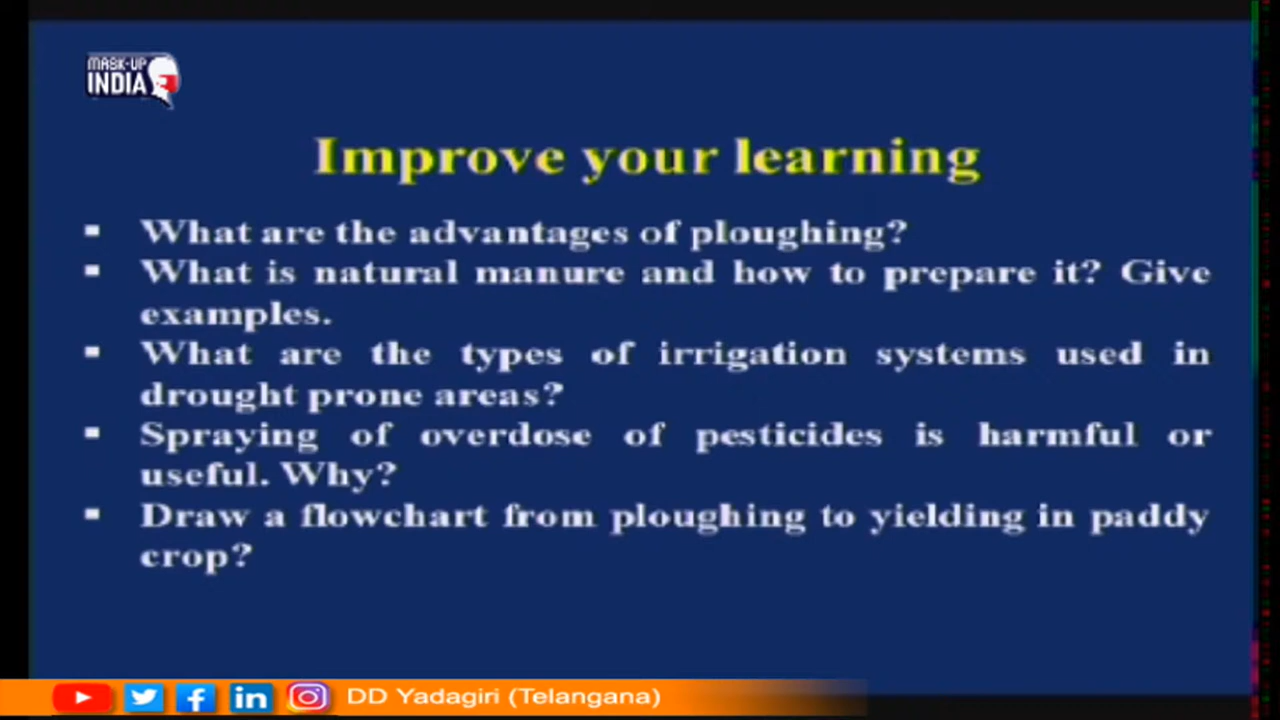 MASK-UP
INDIA
Improve your learning
▪ What are the advantages of ploughing?
▪ What is natural manure and how to prepare it? Give
examples.
▪ What are the types of irrigation systems used in
drought prone areas?
▪ Spraying of overdose of pesticides is harmful or
useful. Why?
▪ Draw a flowchart from ploughing to yielding in paddy
crop?
DD Yadagiri (Telangana)